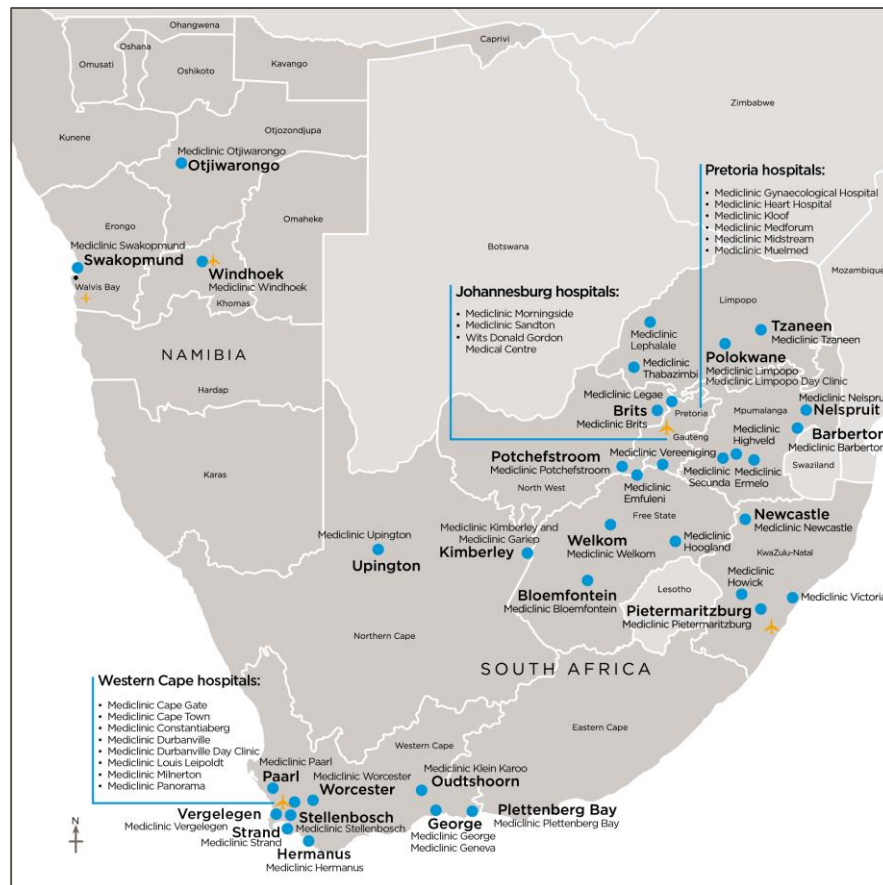 Ohangwena
Caprivi
Oshana
Omusati
Oshikoto
Kavango
Zimbabwe
Kunene
Otjozondjupa
Mediclinic Otjiwarongo
Otjiwarongo
Pretoria hospitals:
• Mediclinic Gynaecological Hospital
• Mediclinic Heart Hospital
• Mediclinic Kloof
• Mediclinic Medforum
• Mediclinic Midstream
• Mediclinic Muelmed
Omaheke
Erongo
Mediclinic Swakopmund
Swakopmund
Walvis Bay
Windhoek
Mediclinic Windhoek
Khomas
Botswana
Mozambique
Johannesburg hospitals:
• Mediclinic Morningside
• Mediclinic Sandton
• Wits Donald Gordon
Medical Centre
Limpopo
Tzaneen
Mediclinic Tzaneen
Mediclinic
Lephalale
Polokwane
Mediclinic Limpopo
Mediclinic Limpopo Day Clinic
Mediclinic
Thabazimbi
NAMIBIA
Hardap
Mediclinic Legae
Brits
Mediclinic Brits
Pretoria
Gauteng
Mpumalanga
Mediclinic Nelspru
Nelspruit
Mediclinic
Highveld
Barberton
Mediclinic Barberton
Swaziland
Karas
Potchefstroom
Mediclinic Potchefstroom
North West
Mediclinic Vereeniging
Mediclinic
Emfuleni
Mediclinic
Secunda
Mediclinic
Ermelo
Free State
Newcastle
Mediclinic Newcastle
Mediclinic Upington
Upington
Mediclinic Kimberley and
Mediclinic Gariep
Kimberley
Welkom
Mediclinic Welkom
Mediclinic
Hoogland
KwaZulu-Natal
Mediclinic
Howick
Bloemfontein
Mediclinic Bloemfontein
Lesotho
Mediclinic Victoria
Pietermaritzburg
Mediclinic Pietermaritzburg
Northern Cape
SOUTH AFRICA
Western Cape hospitals:
• Mediclinic Cape Gate
• Mediclinic Cape Town
• Mediclinic Constantiaberg
• Mediclinic Durbanville
• Mediclinic Durbanville Day Clinic
• Mediclinic Louis Leipoldt
• Mediclinic Milnerton
• Mediclinic Panorama
Eastern Cape
Western Cape
Mediclinic Paarl
Paarl
Mediclinic Worcester
Worcester
Mediclinic Klein Karoo
Oudtshoorn
Vergelegen
Mediclinic Vergelegen
Stellenbosch
Mediclinic Stellenbosch
Strand
Mediclinic Strand
Hermanus
Mediclinic Hermanus
George
Mediclinic George
Mediclinic Geneva
Plettenberg Bay
Mediclinic Plettenberg Bay
N